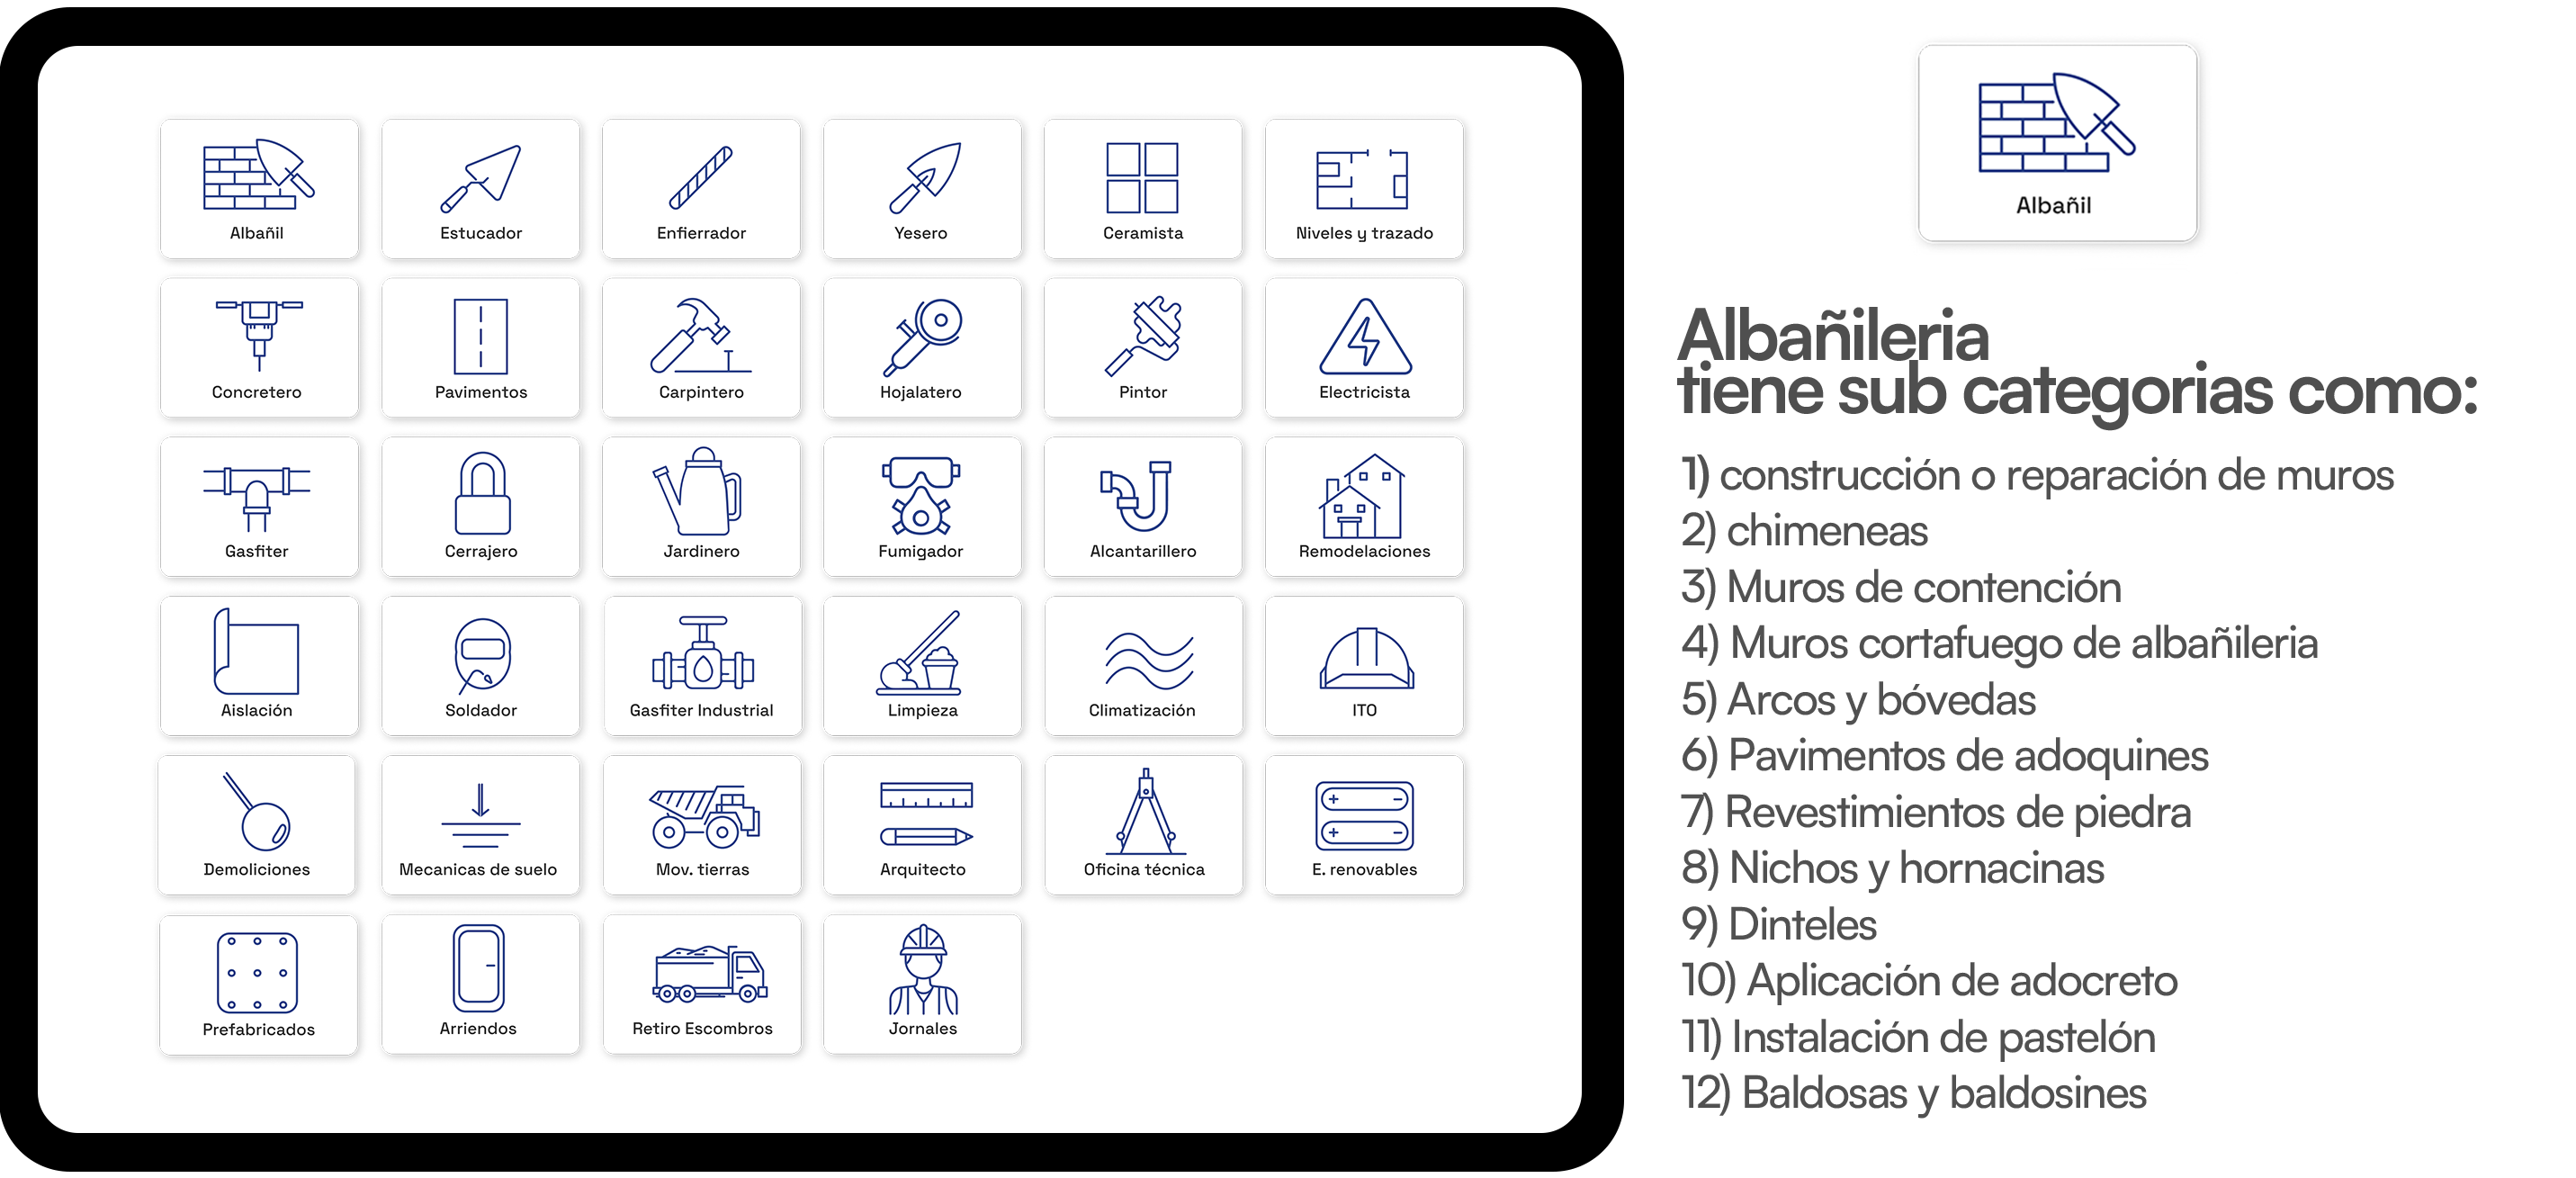 Albañil
Estucador
Enfierrador
Yesero
Ceramista
Niveles y trazado
Concretero
Pavimentos
Carpintero
Hojalatero
Pintor
Electricista
Gasfiter
Cerrajero
Jardinero
Fumigador
Alcantarillero
Remodelaciones
Aislación
Soldador
Gasfiter Industrial
Limpieza
Climatización
ITO
Demoliciones
Mecanicas de suelo
Mov. tierras
Arquitecto
Oficina técnica
E. renovables
Prefabricados
Arriendos
Retiro Escombros
Jornales
Albañil
Albañileria
tiene sub categorias como:
1) construcción o reparación de muros
2) chimeneas
3) Muros de contención
4) Muros cortafuego de albañileria
5) Arcos y bóvedas
6) Pavimentos de adoquines
7) Revestimientos de piedra
8) Nichos y hornacinas
9) Dinteles
10) Aplicación de adocreto
11) Instalación de pastelón
12) Baldosas y baldosines